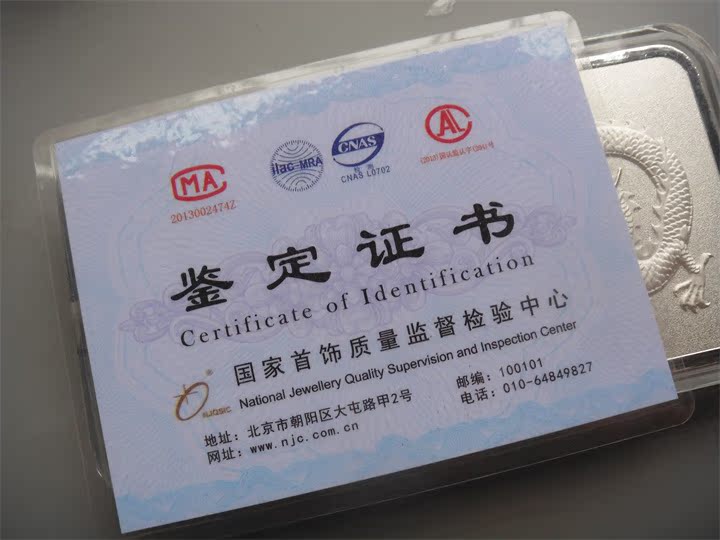 MA
2013002474Z
ilac-MRA
CNAS
检测
CNAS L0702
AL
鉴定证书
Certificate of Identification
国家首饰质量监督检验中心
National Jewellery Quality Supervision and Inspection Center
NJQSIC
地址：北京市朝阳区大屯路甲2号
邮编：100101
网址：www.njc.com.cn
电话：010-64849827